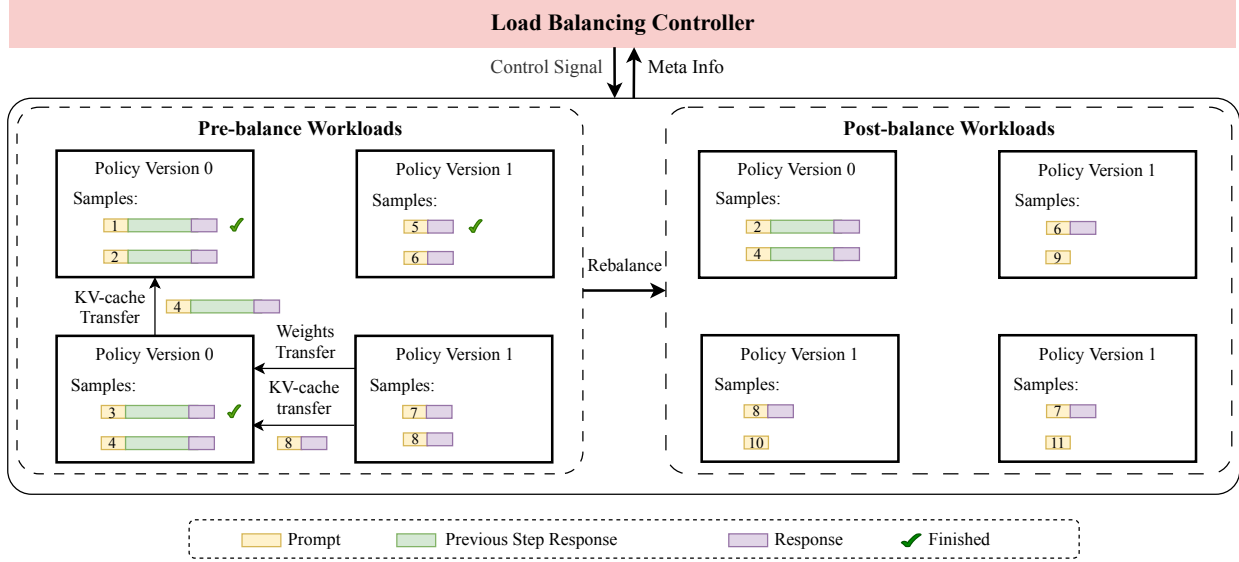 Load Balancing Controller
Control Signal
Meta Info
Pre-balance Workloads
Policy Version 0
Samples:
1
2
Policy Version 1
Samples:
5
6
KV-cache
Transfer
4
Policy Version 0
Samples:
3
4
Weights
Transfer
KV-cache
transfer
8
Policy Version 1
Samples:
7
8
Rebalance
Post-balance Workloads
Policy Version 0
Samples:
2
4
Policy Version 1
Samples:
6
9
Policy Version 1
Samples:
8
10
Policy Version 1
Samples:
7
11
Prompt
Previous Step Response
Response
Finished